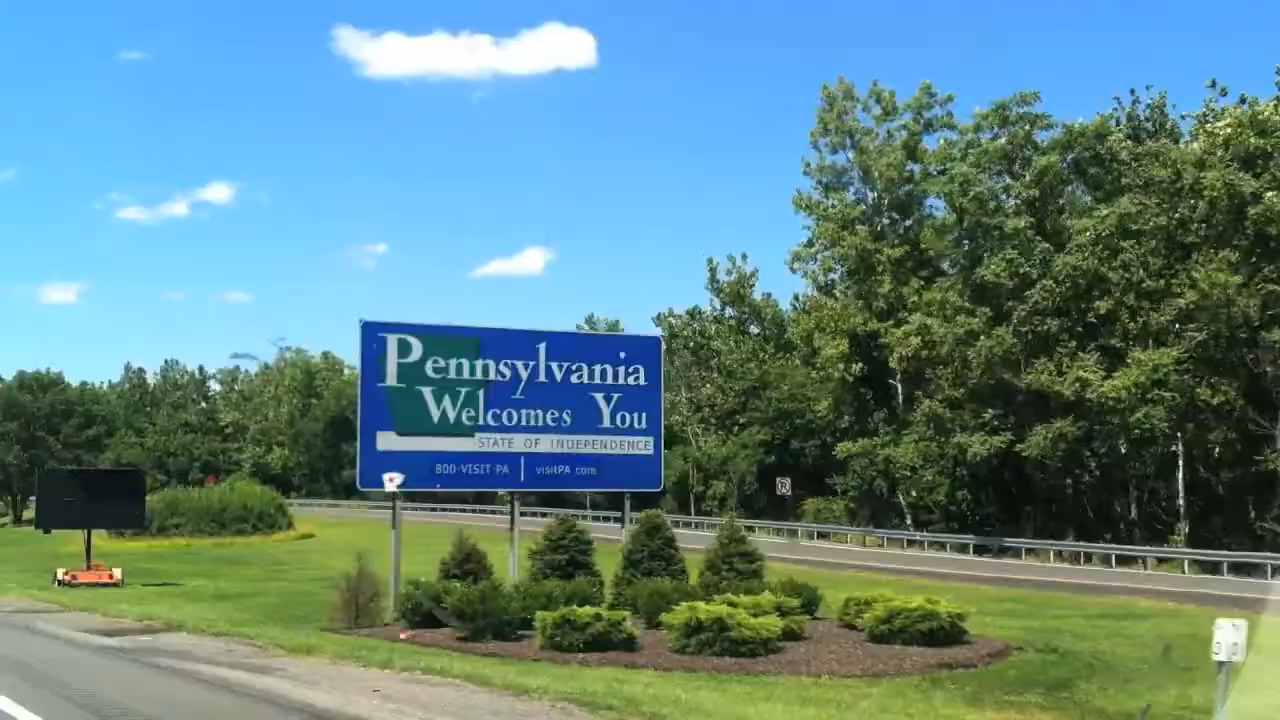 Pennsylvania
Welcomes You
STATE OF INDEPENDENCE
800-VISIT-PA | visitPA.com